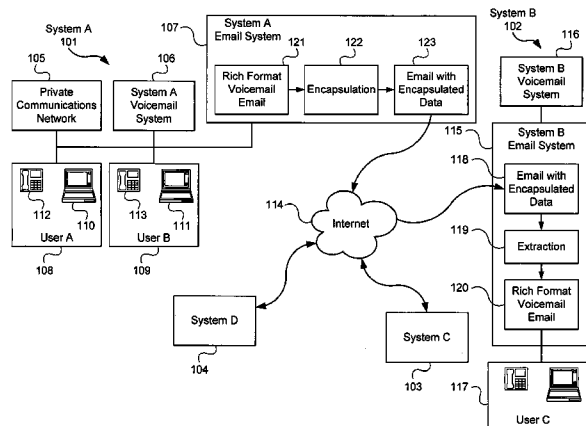 System A
101
107
System A
Email System
121
122
123
Rich Format
Voicemail
Email
Encapsulation
Email with
Encapsulated
Data
System B
102
116
System B
Voicemail
System
105
106
Private
Communications
Network
System A
Voicemail
System
115
System B
Email System
118
Email with
Encapsulated
Data
119
Extraction
120
Rich Format
Voicemail
Email
112
110
User A
108
113
111
User B
109
114
Internet
System D
104
System C
103
117
User C